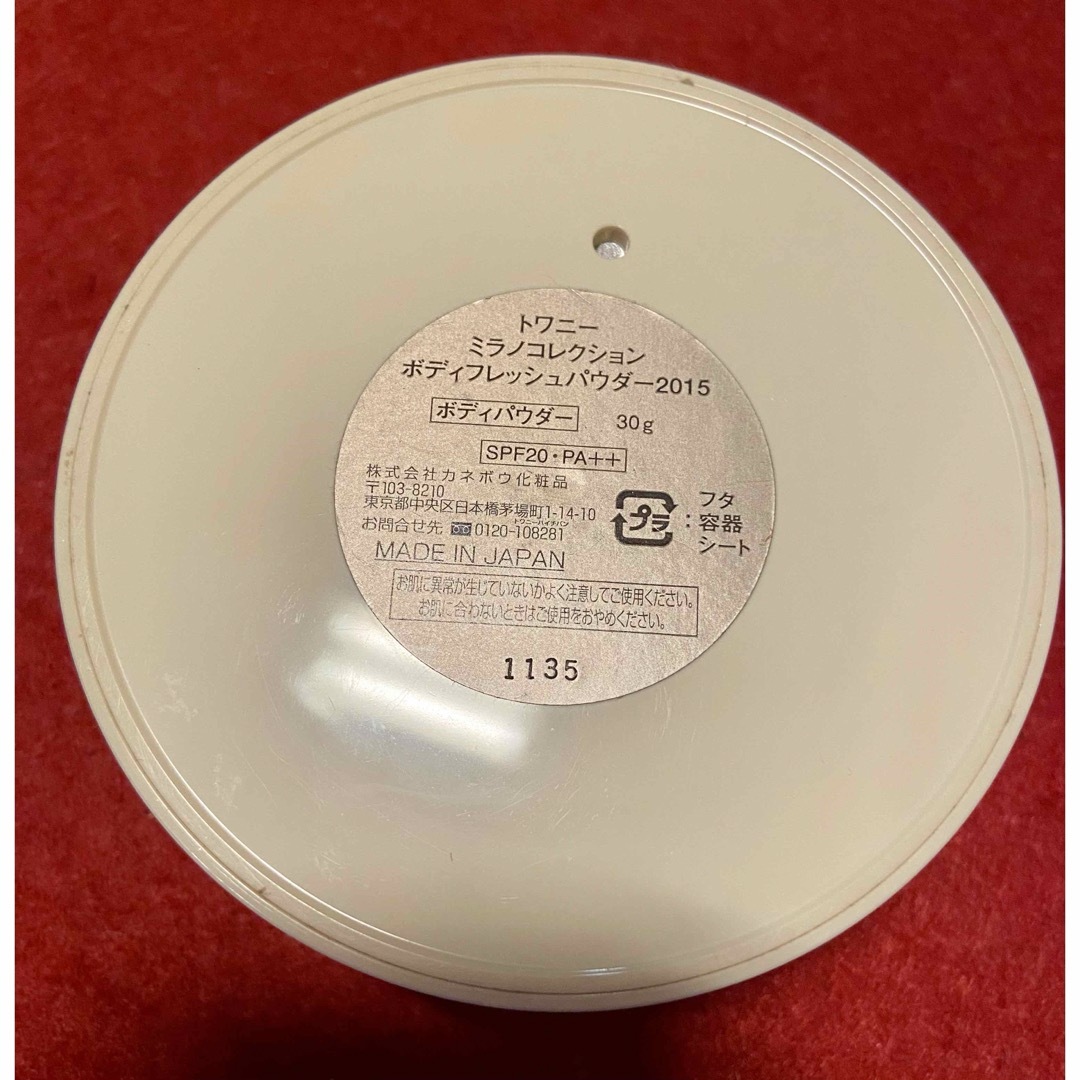 トワニー
ミラノコレクション
ボディフレッシュパウダー2015
ボディパウダー 30g
SPF20・PA++
株式会社カネボウ化粧品
〒103-8210
東京都中央区日本橋茅場町1-14-10
トワニーハイチバン
お問合せ先 0120-108281
MADE IN JAPAN
プラ
フタ
:容器
シート
お肌に異常が生じていないかよく注意してご使用ください。
お肌に合わないときはご使用をおやめください。
1135